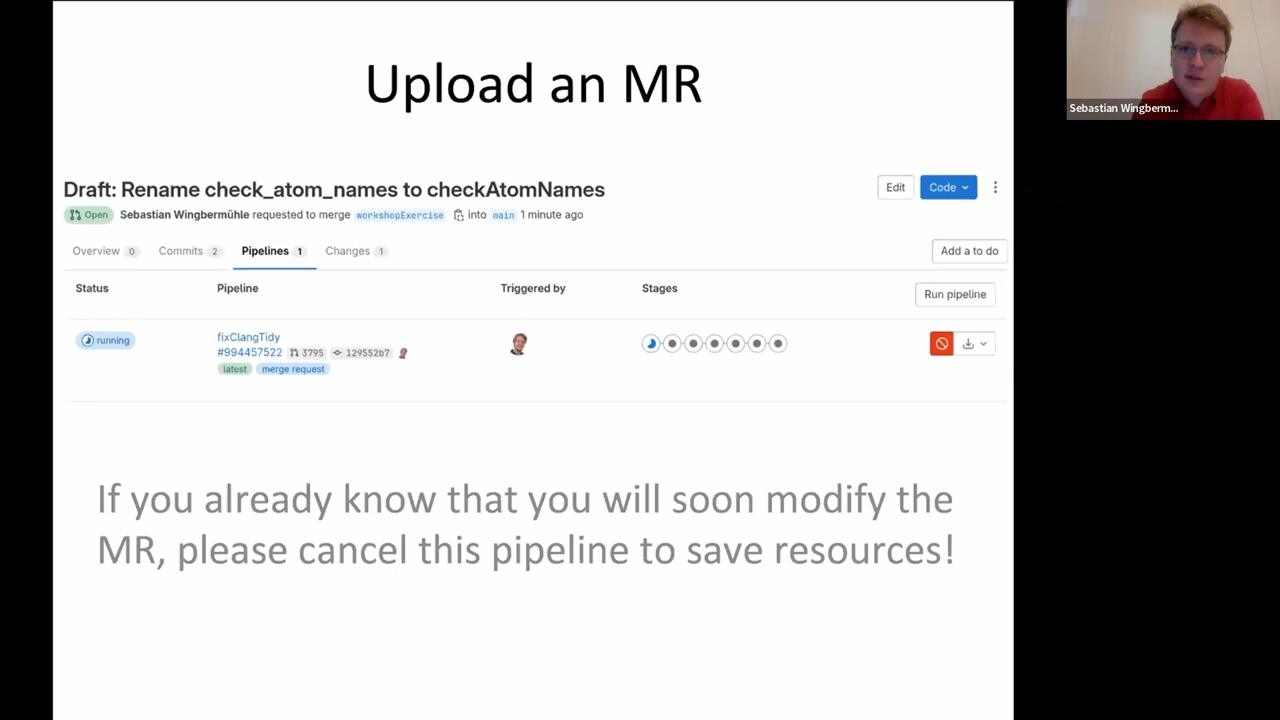 Upload an MR
Sebastian Wingberm...
Draft: Rename check_atom_names to checkAtomNames
Edit
Code
Open
Sebastian Wingbermühle requested to merge workshopExercise into main 1 minute ago
Overview 0
Commits 2
Pipelines 1
Changes 1
Add a to do
Status
Pipeline
Triggered by
Stages
Run pipeline
running
fixClangTidy
#994457522 3795 129552b7
latest
merge request
If you already know that you will soon modify the
MR, please cancel this pipeline to save resources!